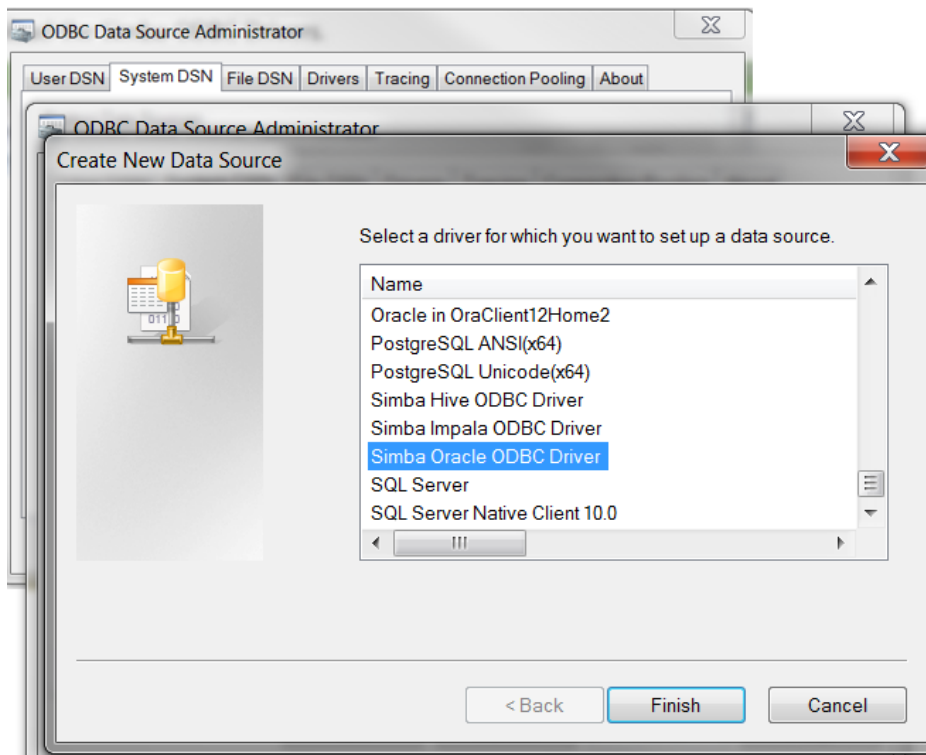 ODBC Data Source Administrator
User DSN System DSN File DSN Drivers Tracing Connection Pooling About
ODBC Data Source Administrator
Create New Data Source
Select a driver for which you want to set up a data source.
Name
Oracle in OraClient12Home2
PostgreSQL ANSI(x64)
PostgreSQL Unicode(x64)
Simba Hive ODBC Driver
Simba Impala ODBC Driver
Simba Oracle ODBC Driver
SQL Server
SQL Server Native Client 10.0
< Back Finish Cancel